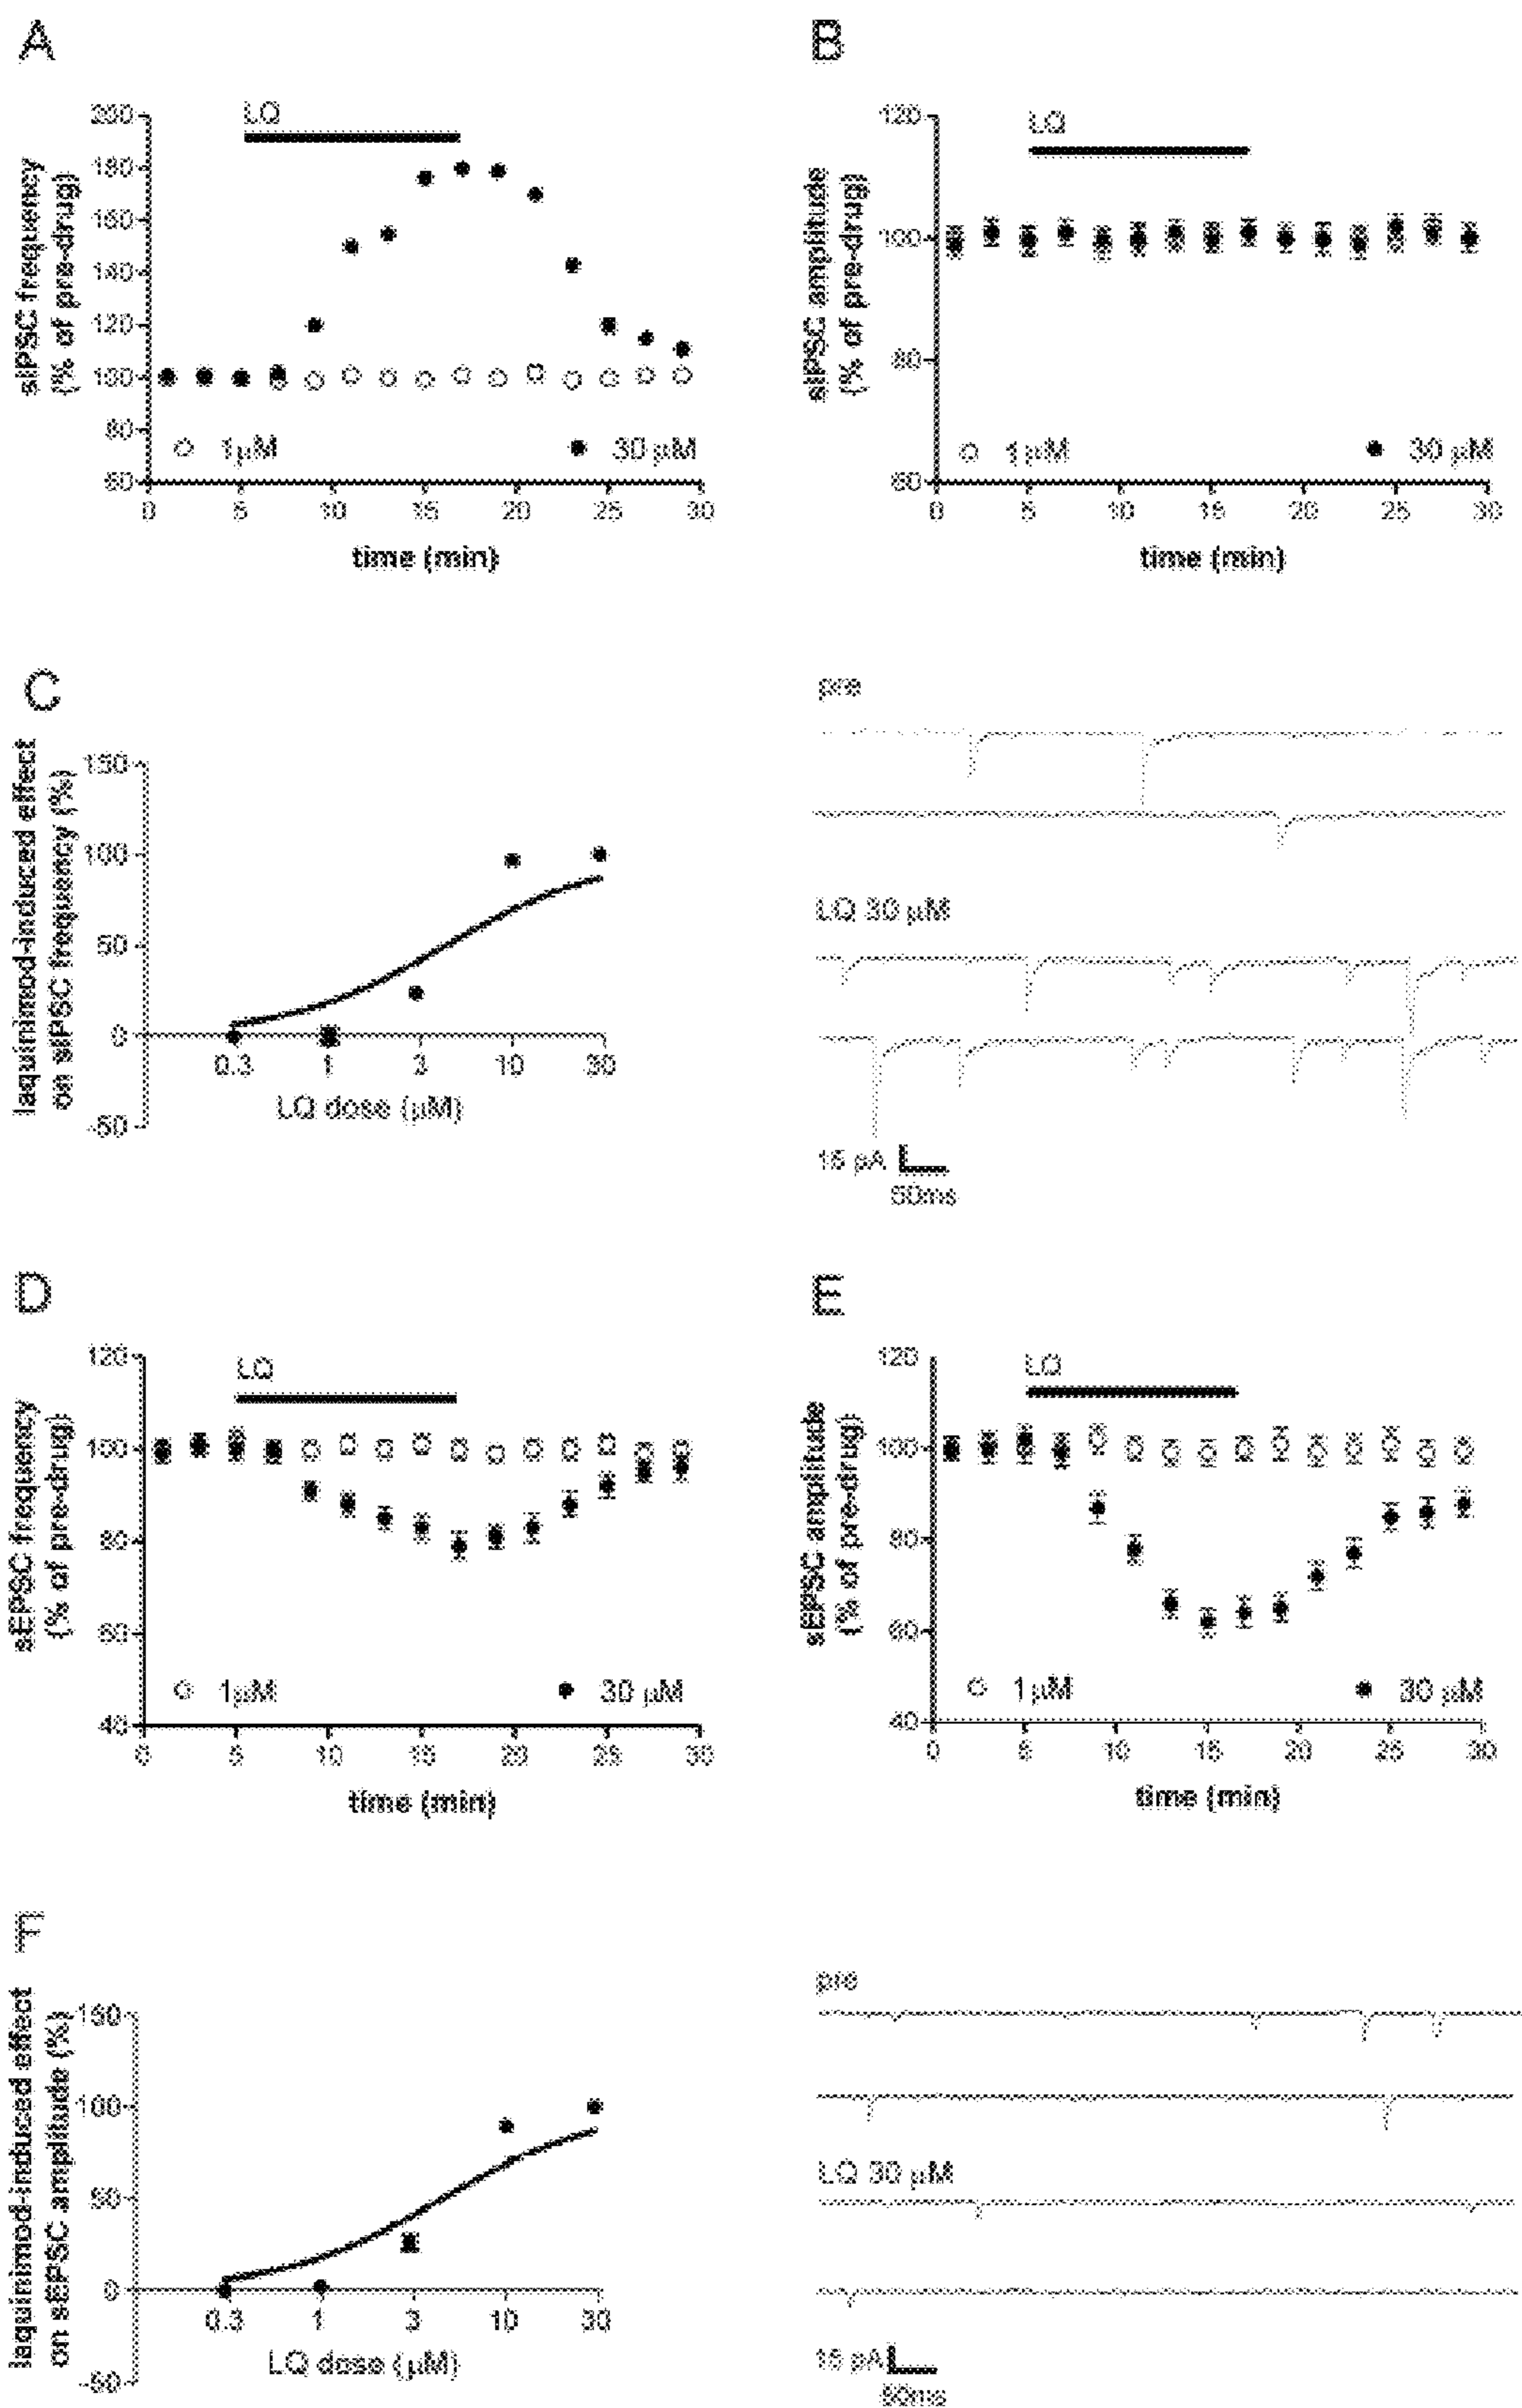 A
sIPSC frequency
(% of pre-drug)
200
180
160
140
120
100
80
60
LQ
1µM
30 µM
0 5 10 15 20 25 30
time (min)
B
sIPSC amplitude
(% of pre-drug)
120
100
80
60
LQ
1µM
30 µM
0 5 10 15 20 25 30
time (min)
C
laquinimod-induced effect
on sIPSC frequency (%)
150
100
50
0
-50
0.3 1 3 10 30
LQ dose (µM)
pre
LQ 30 µM
15 pA
50ms
D
sEPSC frequency
(% of pre-drug)
120
100
80
60
40
LQ
1µM
30 µM
0 5 10 15 20 25 30
time (min)
E
sEPSC amplitude
(% of pre-drug)
120
100
80
60
40
LQ
1µM
30 µM
0 5 10 15 20 25 30
time (min)
F
laquinimod-induced effect
on sEPSC amplitude (%)
150
100
50
0
-50
0.3 1 3 10 30
LQ dose (µM)
pre
LQ 30 µM
15 pA
50ms